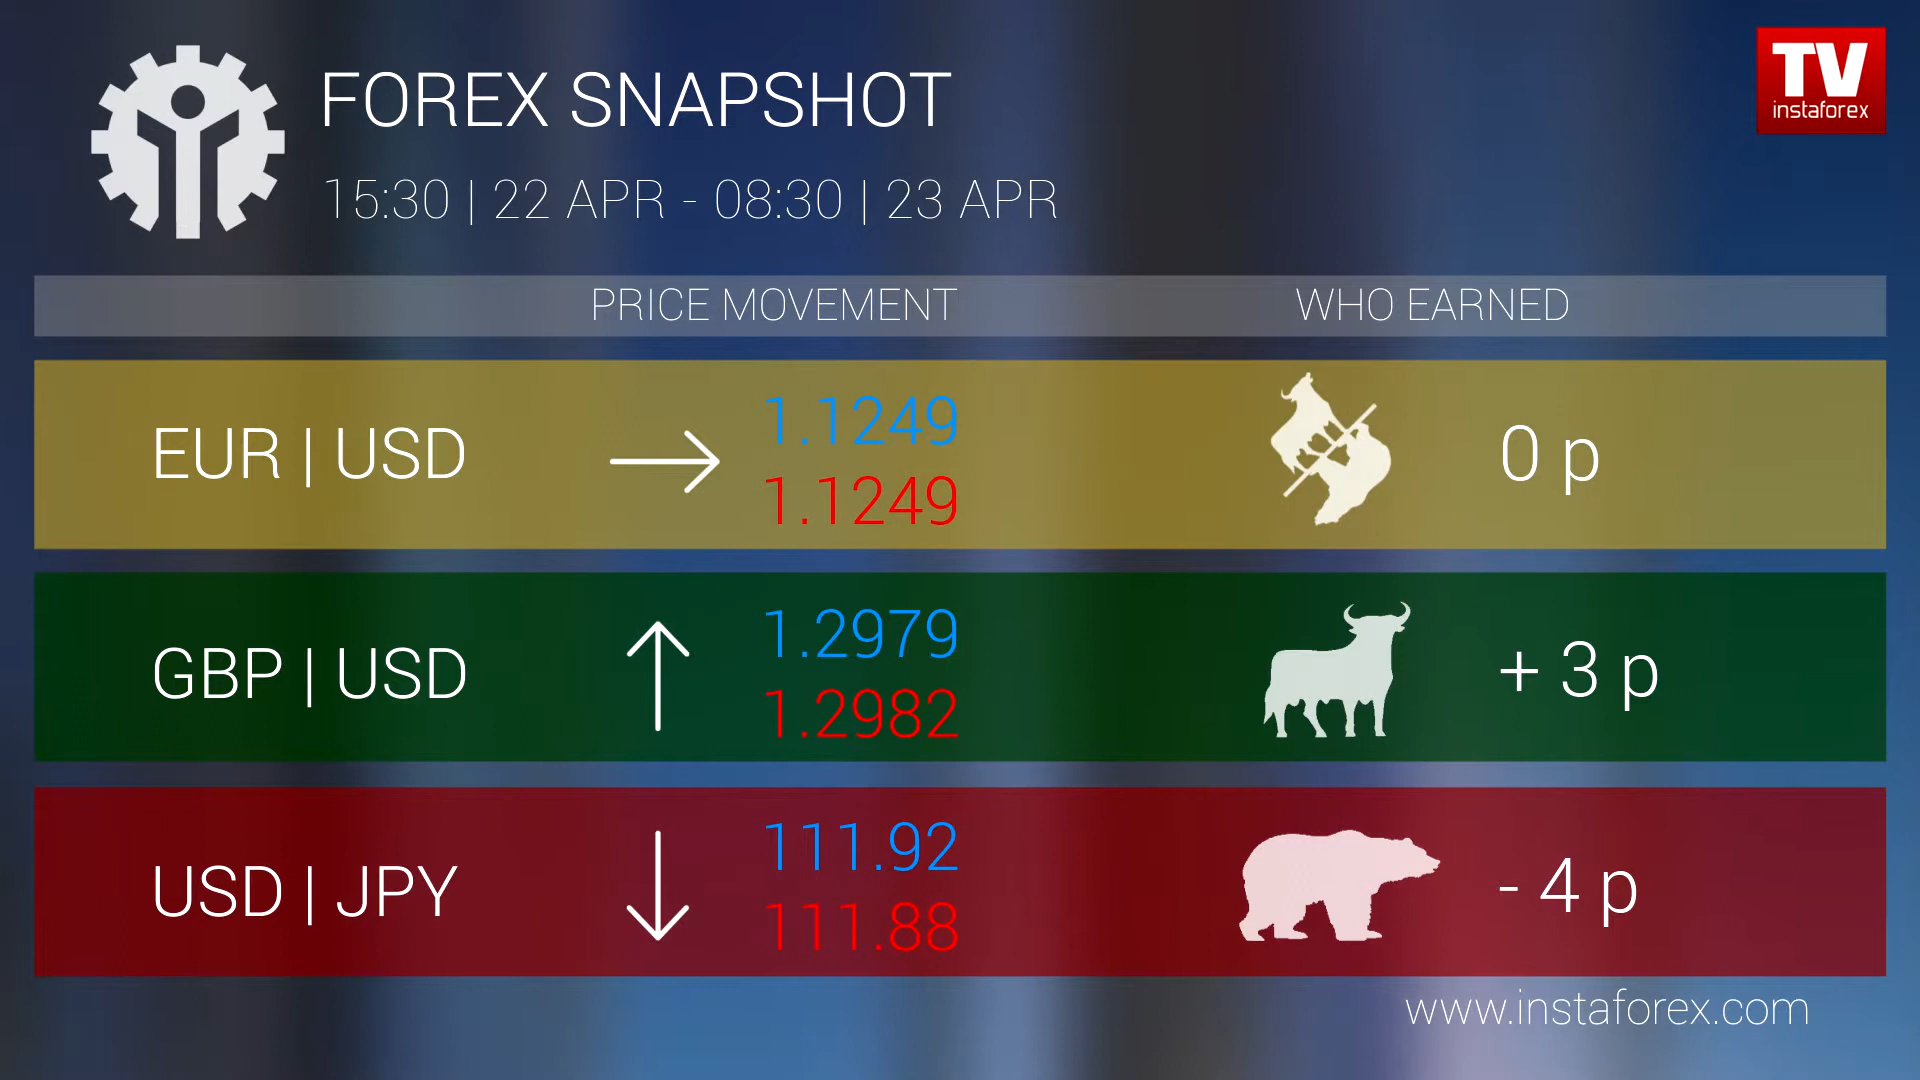 FOREX SNAPSHOT
TV
instaforex
15:30 | 22 APR - 08:30 | 23 APR
PRICE MOVEMENT WHO EARNED
EUR | USD
1.1249
1.1249
0 p
GBP | USD
1.2979
1.2982
+ 3 p
USD | JPY
111.92
111.88
- 4 p
www.instaforex.com